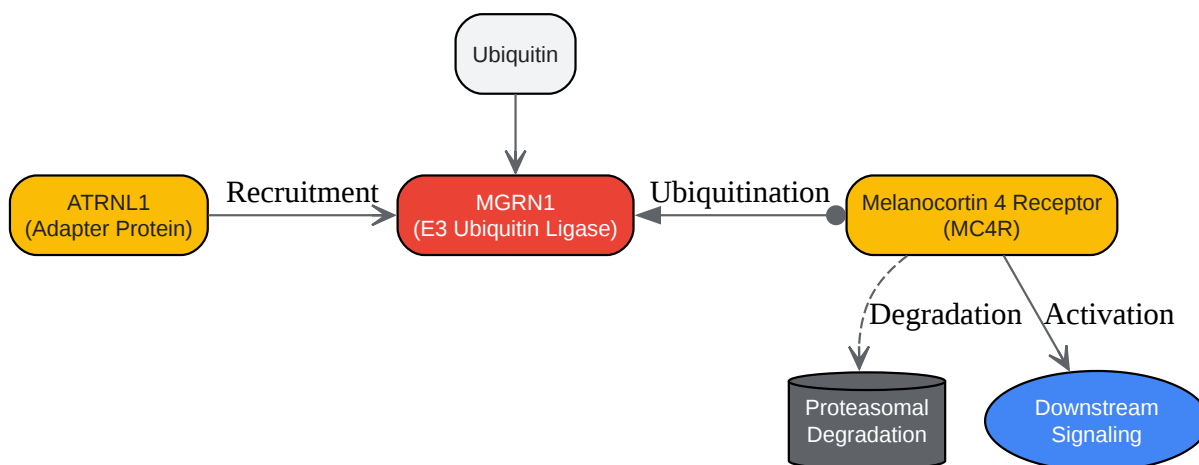 Ubiquitin
ATRNL1
(Adapter Protein)
Recruitment
MGRN1
(E3 Ubiquitin Ligase)
Ubiquitination
Melanocortin 4 Receptor
(MC4R)
Degradation
Activation
Proteasomal
Degradation
Downstream
Signaling